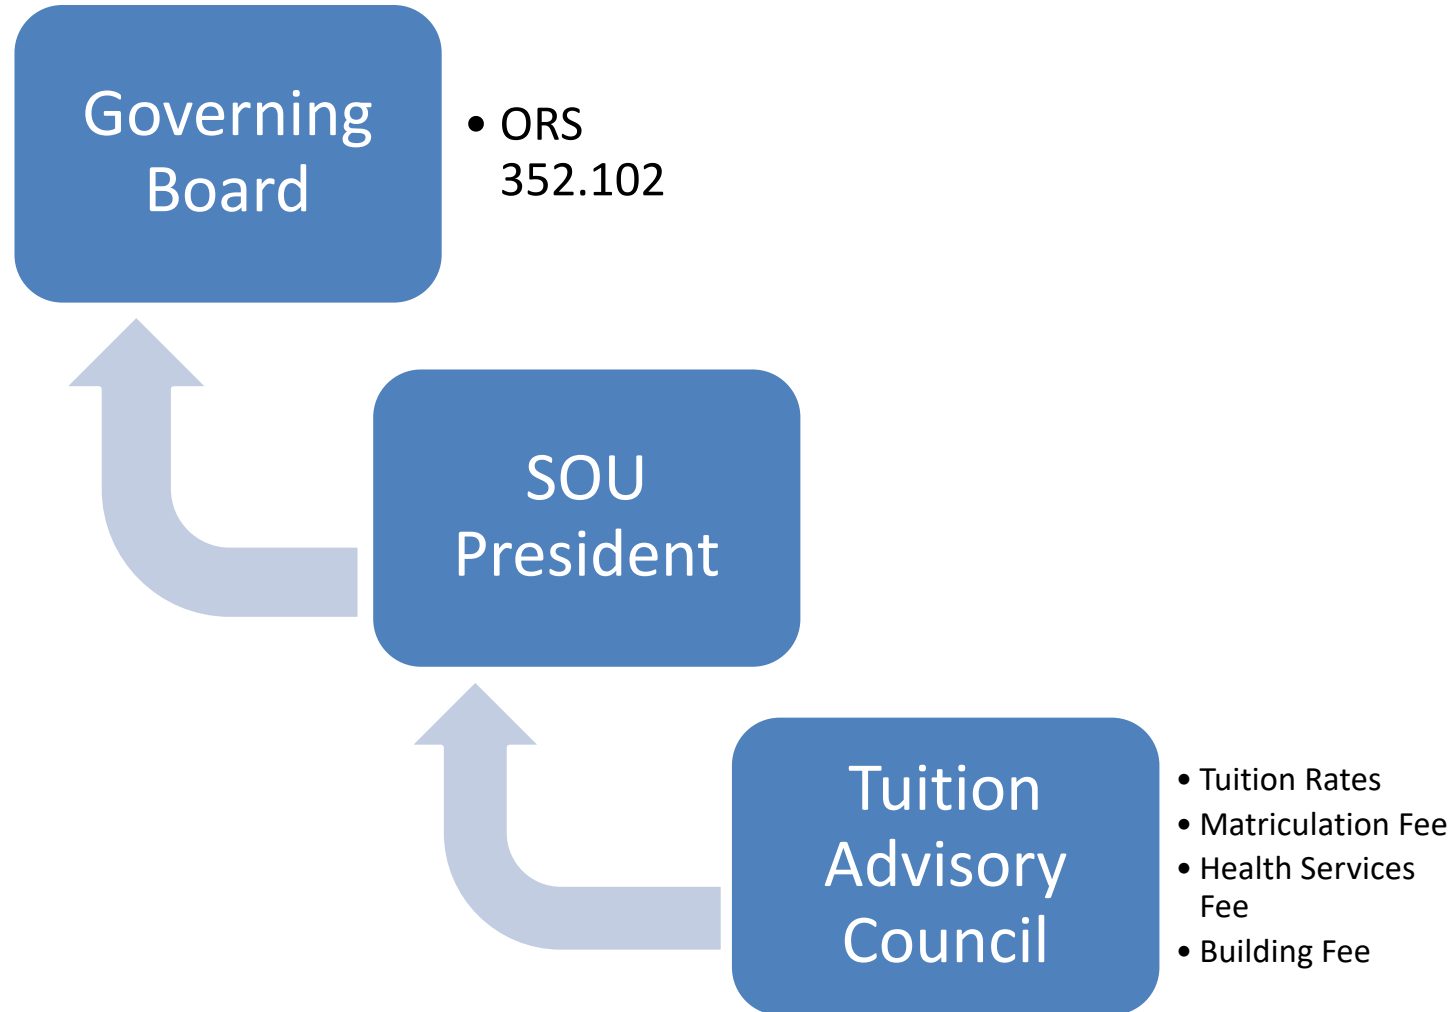 Governing
Board
• ORS
352.102
SOU
President
Tuition
Advisory
Council
• Tuition Rates
• Matriculation Fee
• Health Services
Fee
• Building Fee